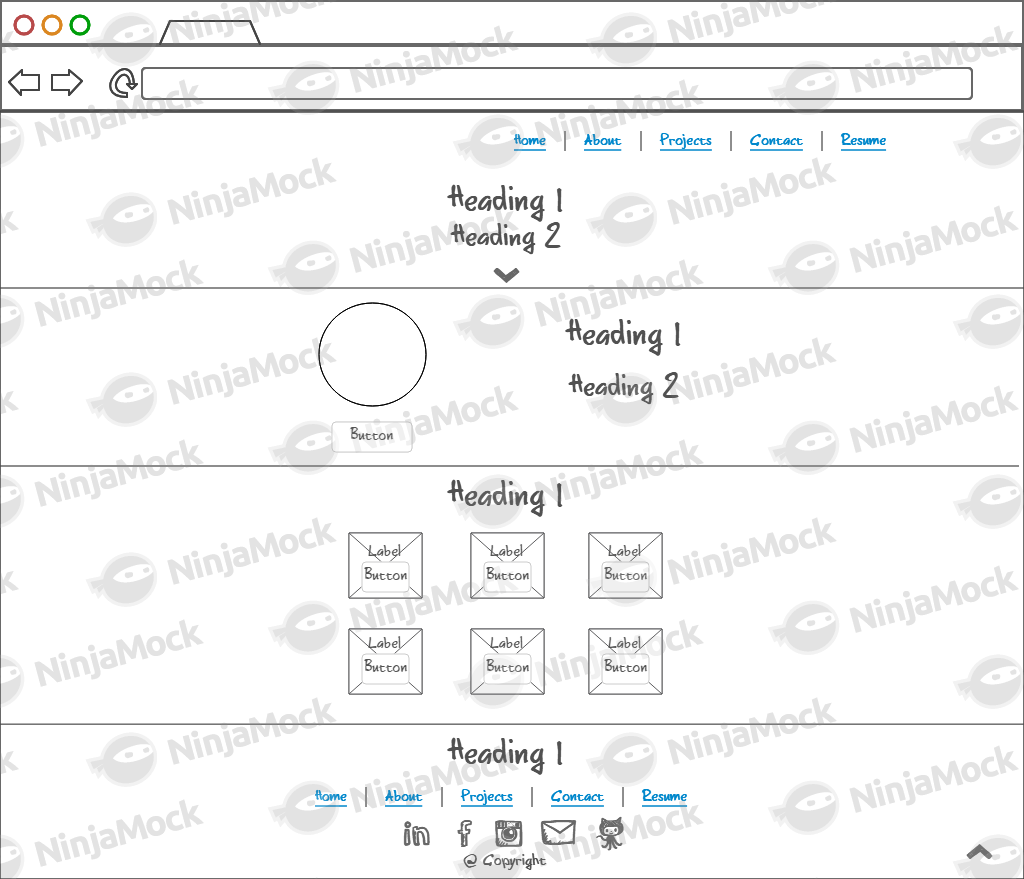 Home | About | Projects | Contact | Resume
Heading 1
Heading 2
Heading 1
Heading 2
Button
Heading 1
Label Label Label
Button Button Button
Label Label Label
Button Button Button
Heading 1
Home | About | Projects | Contact | Resume
in f
@ Copyright
NinjaMock